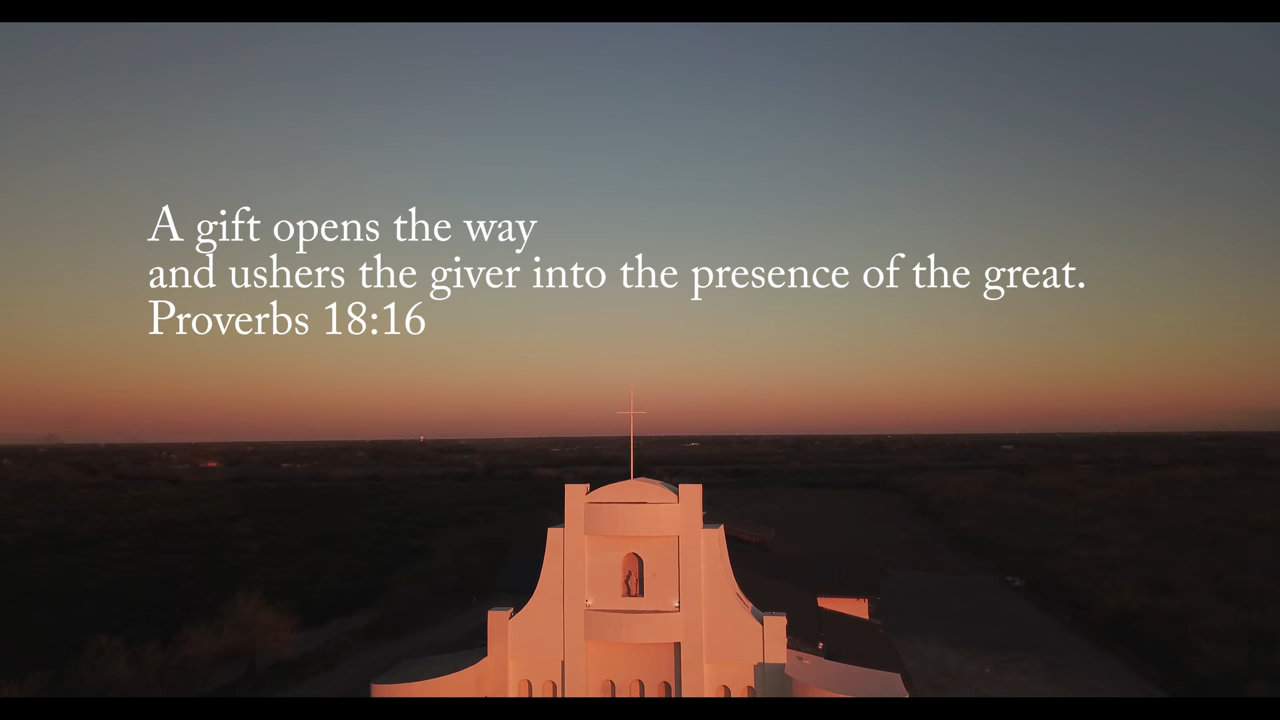 A gift opens the way
and ushers the giver into the presence of the great.
Proverbs 18:16